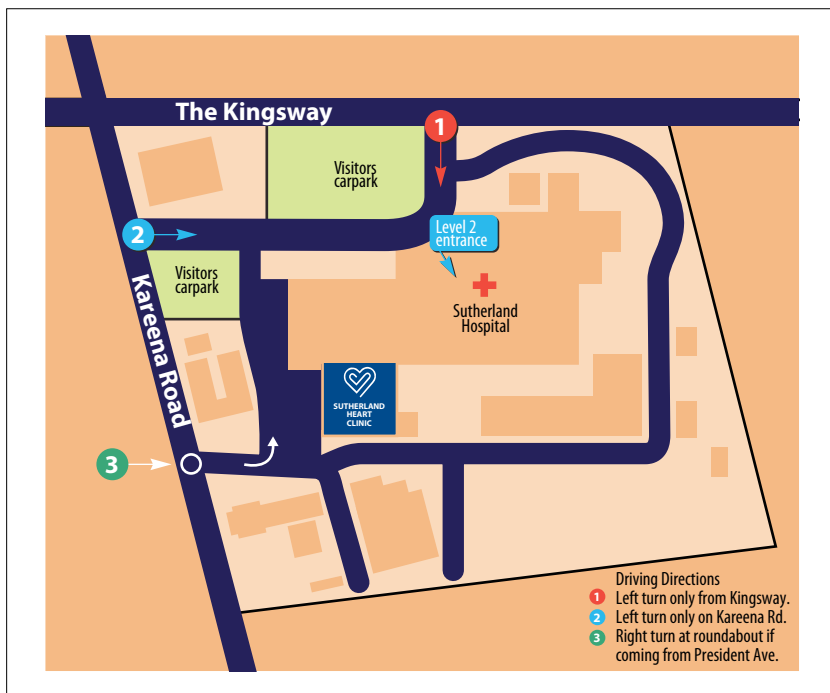 The Kingsway
1
Visitors
carpark
2
Level 2
entrance
Visitors
carpark
Kareena Road
Sutherland
Hospital
SUTHERLAND
HEART
CLINIC
3
Driving Directions
1 Left turn only from Kingsway.
2 Left turn only on Kareena Rd.
3 Right turn at roundabout if
coming from President Ave.